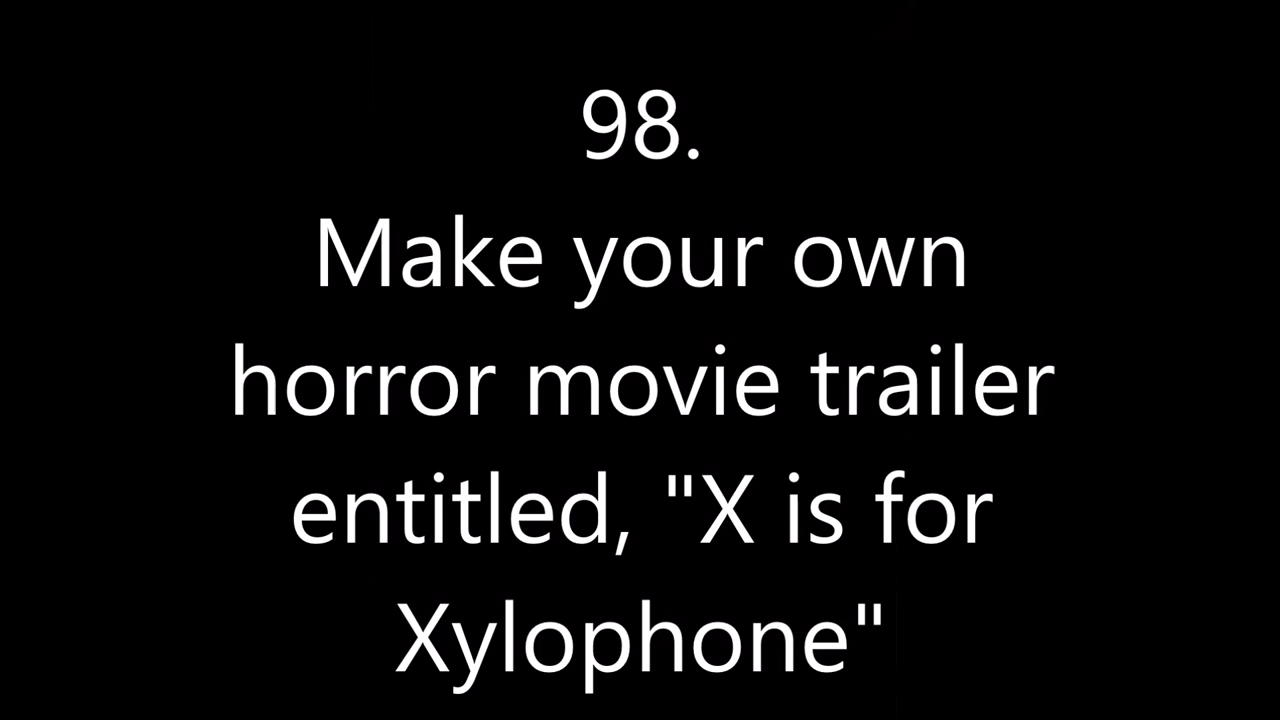 98.
Make your own
horror movie trailer
entitled, "X is for
Xylophone"